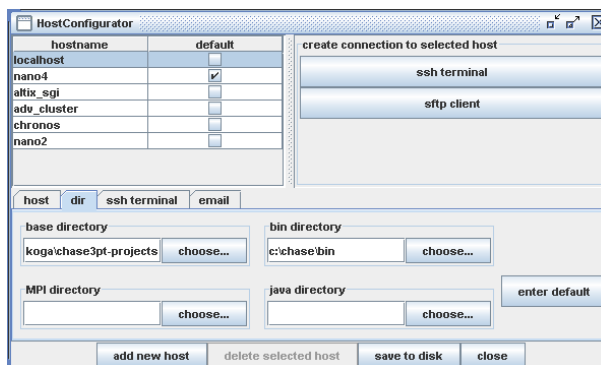 HostConfigurator
hostname default
localhost
nano4
altix_sgi
adv_cluster
chronos
nano2
create connection to selected host
ssh terminal
sftp client
host dir ssh terminal email
base directory bin directory
koga\chase3pt-projects choose... c:\chase\bin choose...
MPI directory java directory
choose... choose...
enter default
add new host delete selected host save to disk close